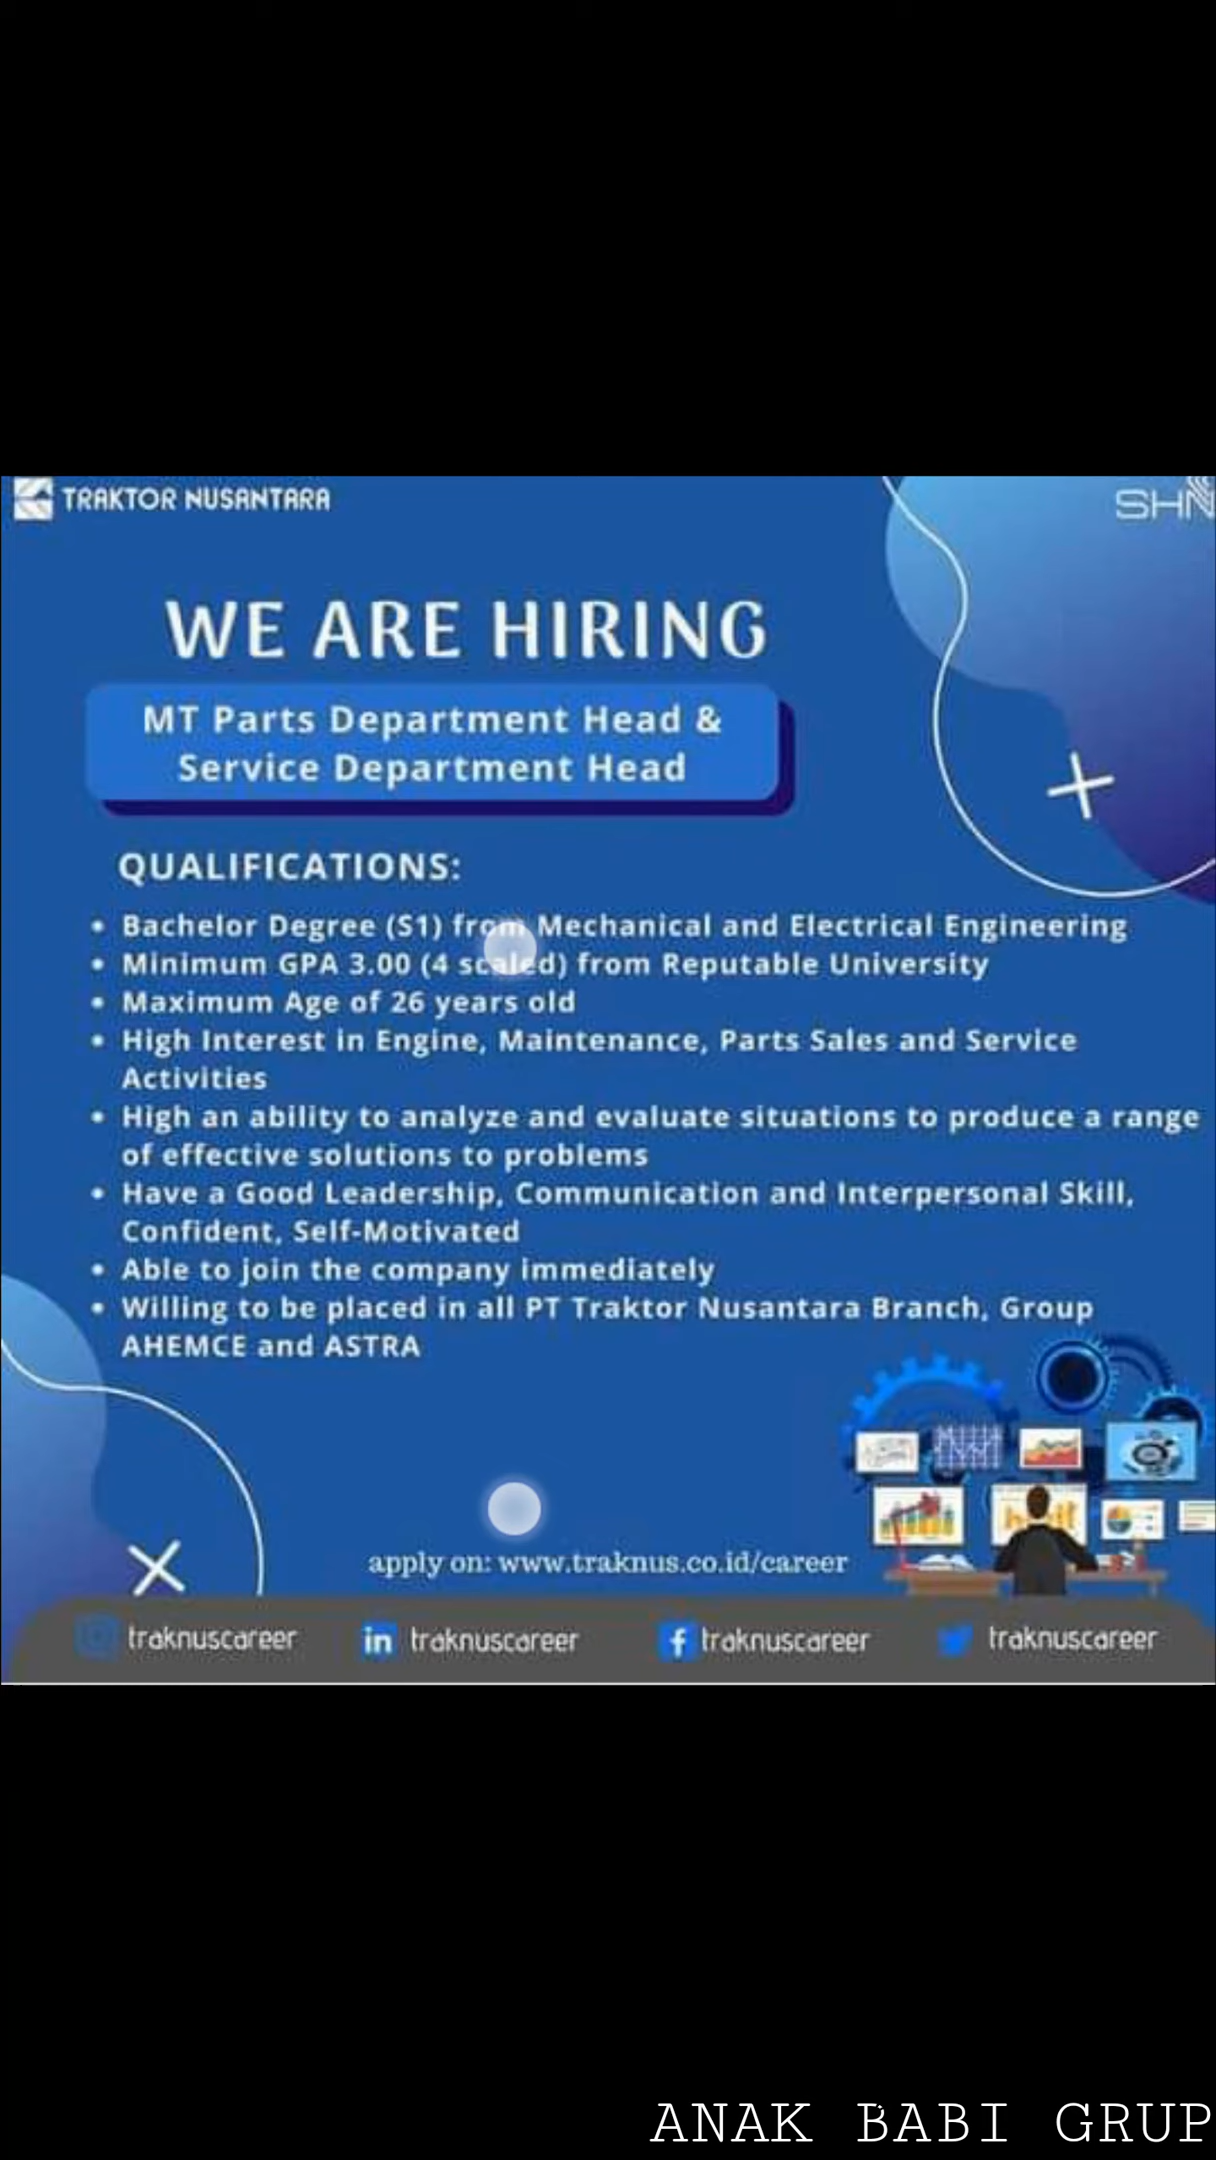 TRAKTOR NUSANTARA
SHN
WE ARE HIRING
MT Parts Department Head &
Service Department Head
QUALIFICATIONS:
• Bachelor Degree (S1) from Mechanical and Electrical Engineering
• Minimum GPA 3.00 (4 scaled) from Reputable University
• Maximum Age of 26 years old
• High Interest in Engine, Maintenance, Parts Sales and Service
Activities
• High an ability to analyze and evaluate situations to produce a range
of effective solutions to problems
• Have a Good Leadership, Communication and Interpersonal Skill,
Confident, Self-Motivated
• Able to join the company immediately
• Willing to be placed in all PT Traktor Nusantara Branch, Group
AHEMCE and ASTRA
apply on: www.traknus.co.id/career
traknuscareer in traknuscareer f traknuscareer traknuscareer
ANAK BABI GRUP